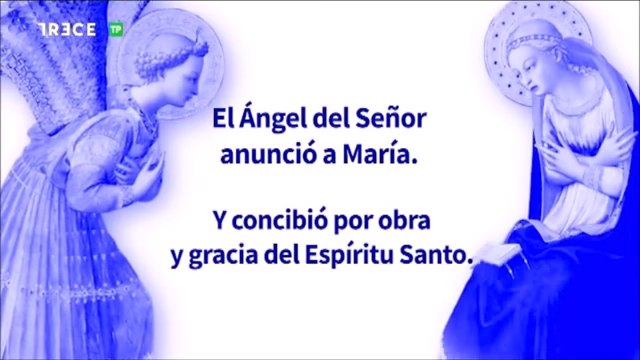 TRECE TP
El Ángel del Señor
anunció a María.
Y concibió por obra
y gracia del Espíritu Santo.